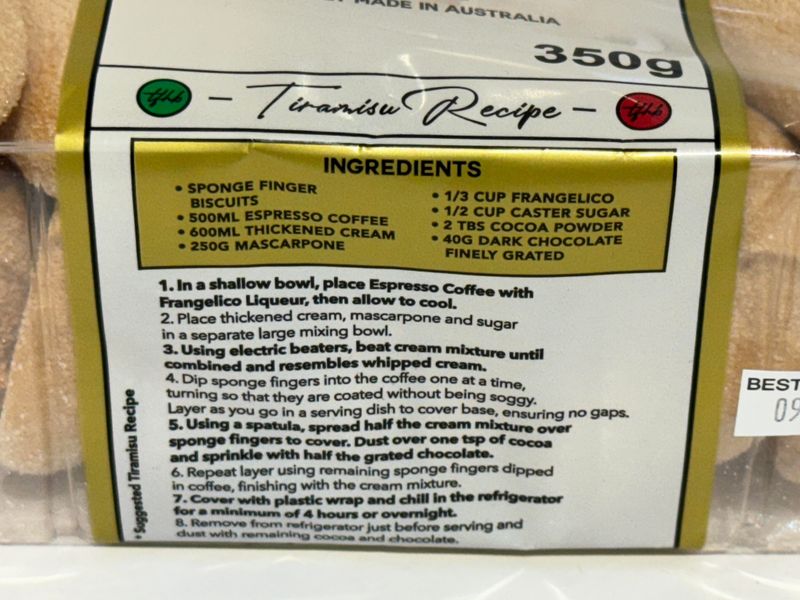 MADE IN AUSTRALIA
350g
tfhb – Tiramisu Recipe – tfhb
INGREDIENTS
• SPONGE FINGER
BISCUITS
• 500ML ESPRESSO COFFEE
• 600ML THICKENED CREAM
• 250G MASCARPONE
• 1/3 CUP FRANGELICO
• 1/2 CUP CASTER SUGAR
• 2 TBS COCOA POWDER
• 40G DARK CHOCOLATE
FINELY GRATED
1. In a shallow bowl, place Espresso Coffee with
Frangelico Liqueur, then allow to cool.
2. Place thickened cream, mascarpone and sugar
in a separate large mixing bowl.
3. Using electric beaters, beat cream mixture until
combined and resembles whipped cream.
4. Dip sponge fingers into the coffee one at a time,
turning so that they are coated without being soggy.
Layer as you go in a serving dish to cover base, ensuring no gaps.
5. Using a spatula, spread half the cream mixture over
sponge fingers to cover. Dust over one tsp of cocoa
and sprinkle with half the grated chocolate.
6. Repeat layer using remaining sponge fingers dipped
in coffee, finishing with the cream mixture.
7. Cover with plastic wrap and chill in the refrigerator
for a minimum of 4 hours or overnight.
8. Remove from refrigerator just before serving and
dust with remaining cocoa and chocolate.
* Suggested Tiramisu Recipe
BEST
09